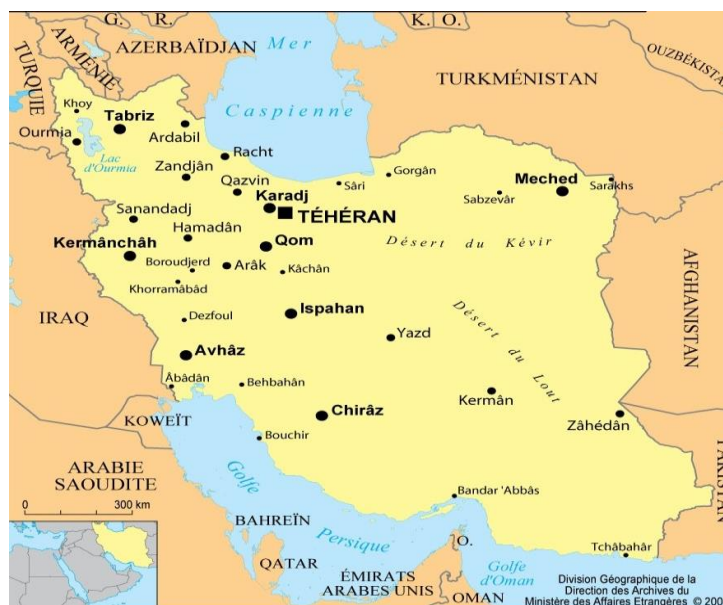 G.
R.
K.
O.
AZERBAÏDJAN
Mer
Caspienne
ARMÉNIE
TURQUIE
TURKMÉNISTAN
OUZBÉKISTAN
Khoy
Tabriz
Ourmia
Ardabil
Lac
d'Ourmia
Racht
Zandjân
Qazvin
Gorgân
Sâri
Meched
Sarakhs
Sabzevâr
Karadj
TÉHÉRAN
Sanandadj
Hamadân
Qom
Désert du Kévir
Kermânchâh
Boroudjerd
Arâk
Kâchân
Khorramâbâd
AFGHANISTAN
IRAQ
Dezfoul
Ispahan
Yazd
Désert du Lout
Avhâz
Âbâdân
Behbahân
Kermân
Chirâz
Zâhédân
KOWEÏT
Bouchir
ARABIE
SAOUDITE
Golfe
Persique
0
300 km
Bandar 'Abbâs
BAHREÏN
QATAR
O.
ÉMIRATS
ARABES UNIS
Golfe
d'Oman
OMAN
Tchâbahâr
Division Géographique de la
Direction des Archives du
Ministère des Affaires Etrangères © 200